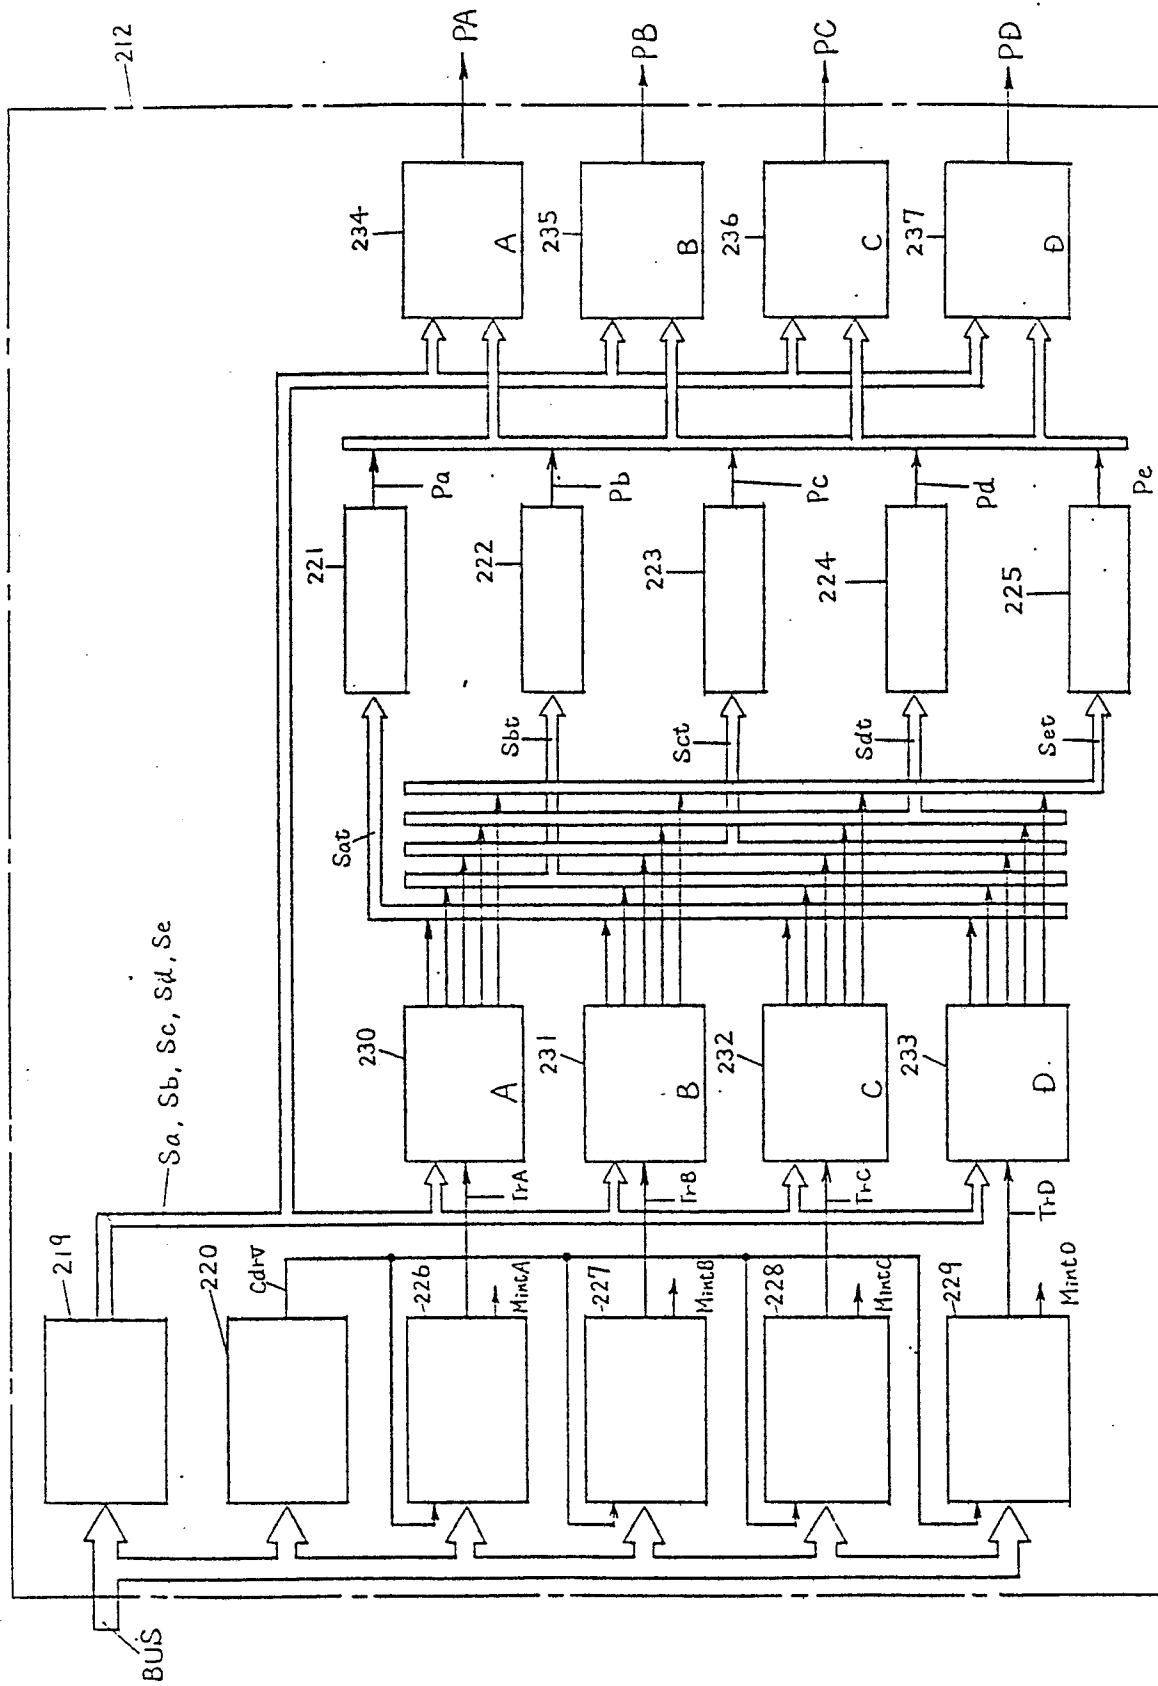 212
BUS
219
Sa, Sb, Sc, Sd, Se
220
Cdrv
226
MintA
227
MintB
228
MintC
229
MintD
TrA
TrB
TrC
TrD
230
A
231
B
232
C
233
D
Sat
Sbt
Sct
Sdt
Set
221
222
223
224
225
Pa
Pb
Pc
Pd
Pe
234
A
235
B
236
C
237
D
PA
PB
PC
PD